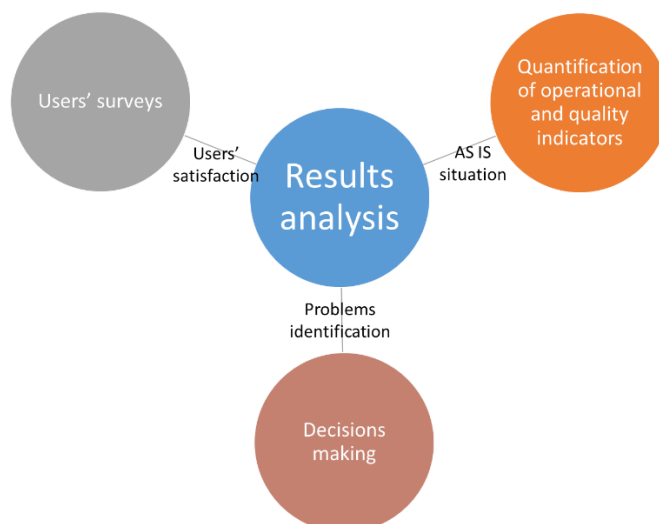 Users' surveys
Quantification
of operational
and quality
indicators
Users'
satisfaction
AS IS
situation
Results
analysis
Problems
identification
Decisions
making